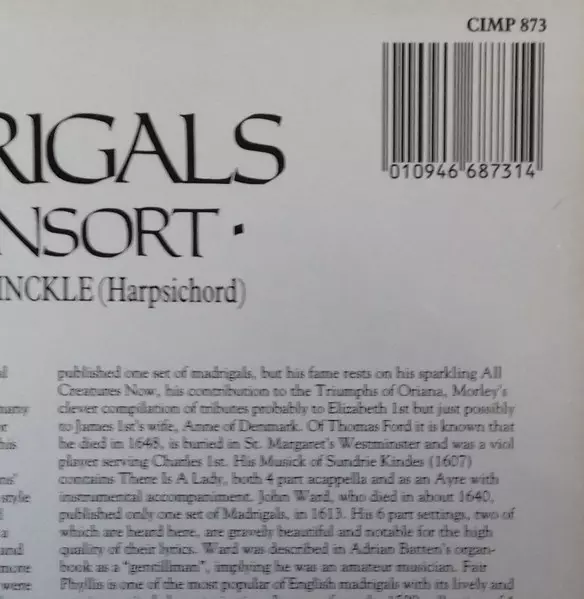 CIMP 873
010946 687314
RIGALS
NSORT ·
INCKLE (Harpsichord)
published one set of madrigals, but his fame rests on his sparkling All
Creatures Now, his contribution to the Triumphs of Oriana, Morley's
many clever compilation of tributes probably to Elizabeth 1st but just possibly
to James 1st's wife, Anne of Denmark. Of Thomas Ford it is known that
his he died in 1648, is buried in St. Margaret's Westminster and was a viol
player serving Charles 1st. His Musick of Sundrie Kindes (1607)
contains There Is A Lady, both 4 part acappella and as an Ayre with
style instrumental accompaniment. John Ward, who died in about 1640,
published only one set of Madrigals, in 1613. His 6 part settings, two of
a which are heard here, are gravely beautiful and notable for the high
and quality of their lyrics. Ward was described in Adrian Batten's organ-
more book as a "gentillman", implying he was an amateur musician. Fair
were Phyllis is one of the most popular of English madrigals with its lively and